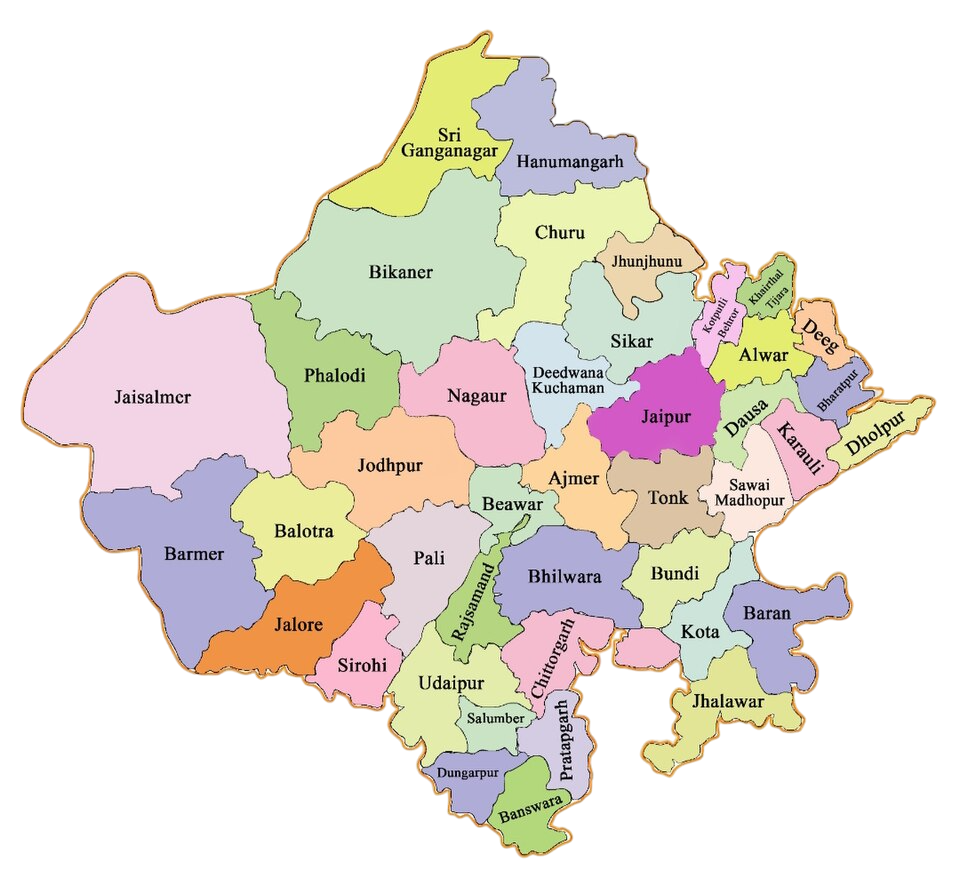 Sri
Ganganagar
Hanumangarh
Churu
Jhunjhunu
Bikaner
Khairthal
Tijara
Kotputli
Behror
Deeg
Sikar
Alwar
Phalodi
Deedwana
Kuchaman
Bharatpur
Jaisalmer
Nagaur
Jaipur
Dausa
Karauli
Dholpur
Jodhpur
Ajmer
Tonk
Sawai
Madhopur
Beawar
Balotra
Barmer
Pali
Rajsamand
Bhilwara
Bundi
Baran
Jalore
Kota
Sirohi
Udaipur
Chittorgarh
Jhalawar
Salumber
Pratapgarh
Dungarpur
Banswara